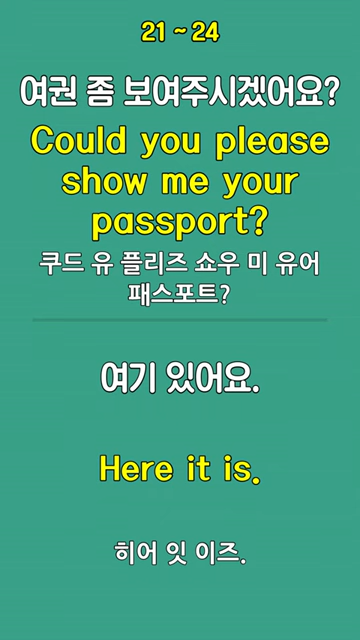 21 ~ 24
여권 좀 보여주시겠어요?
Could you please
show me your
passport?
쿠드 유 플리즈 쇼우 미 유어
패스포트?
여기 있어요.
Here it is.
히어 잇 이즈.